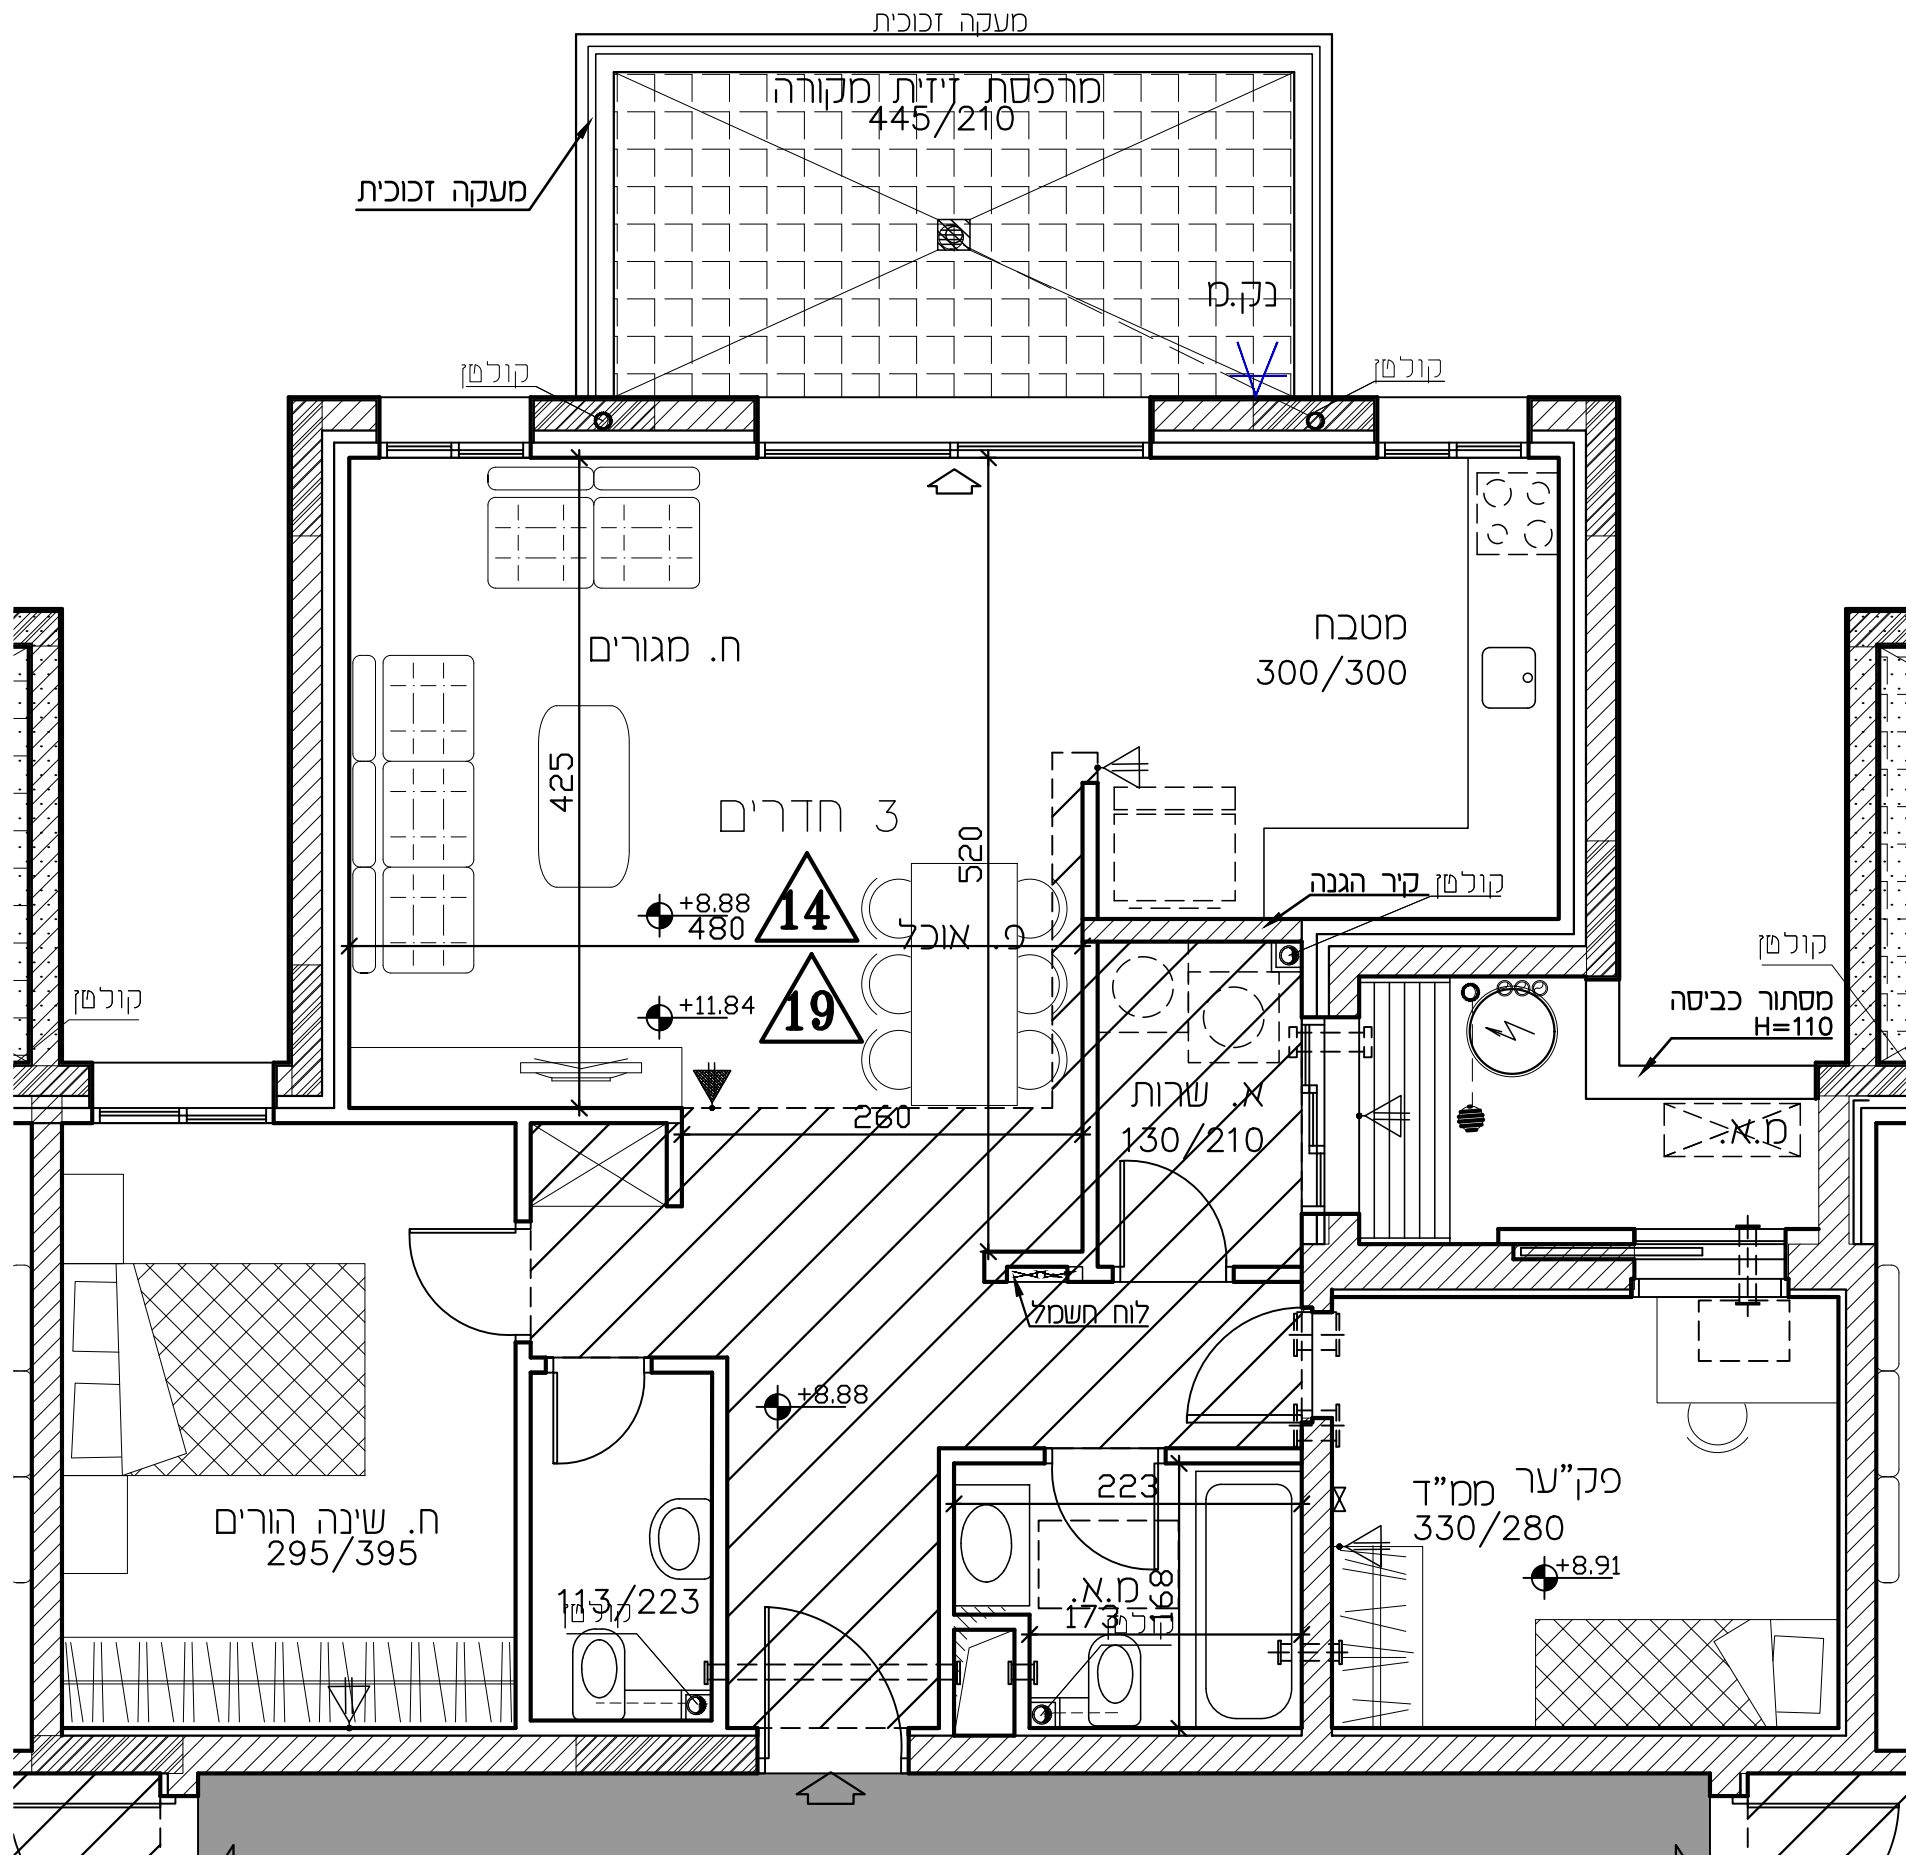 מעקה זכוכית
מרפסת זיזית מקורה
445/210
מעקה זכוכית
נק.מ
קולטן
קולטן
מטבח
300/300
ח. מגורים
425
3 חדרים
520
+8.88
480
14
פ. אוכל
קיר הגנה
קולטן
קולטן
מסתור כביסה
H=110
קולטן
+11.84
19
א. שרות
130/210
260
מ.א.
לוח חשמל
+8.88
223
ממ"ד פק"ער
330/280
+8.91
ח. שינה הורים
295/395
113/223
קולטן
מ.א.
173
168
קולטן